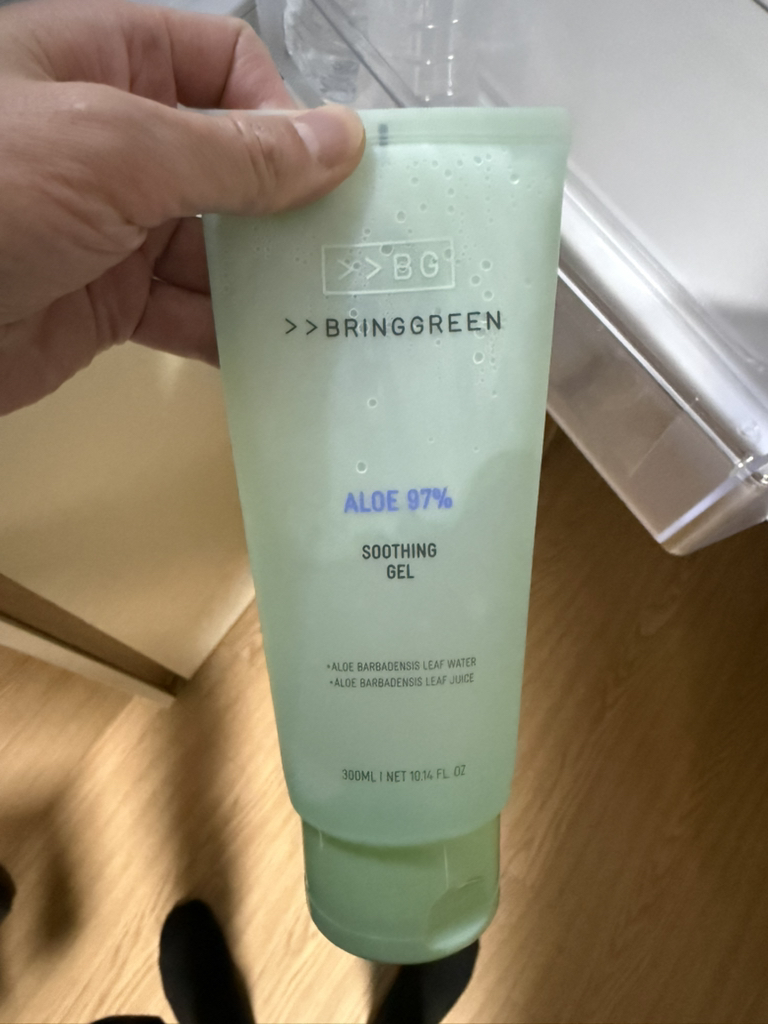 >>BG
>>BRINGGREEN
ALOE 97%
SOOTHING
GEL
•ALOE BARBADENSIS LEAF WATER
•ALOE BARBADENSIS LEAF JUICE
300ML | NET 10.14 FL. OZ